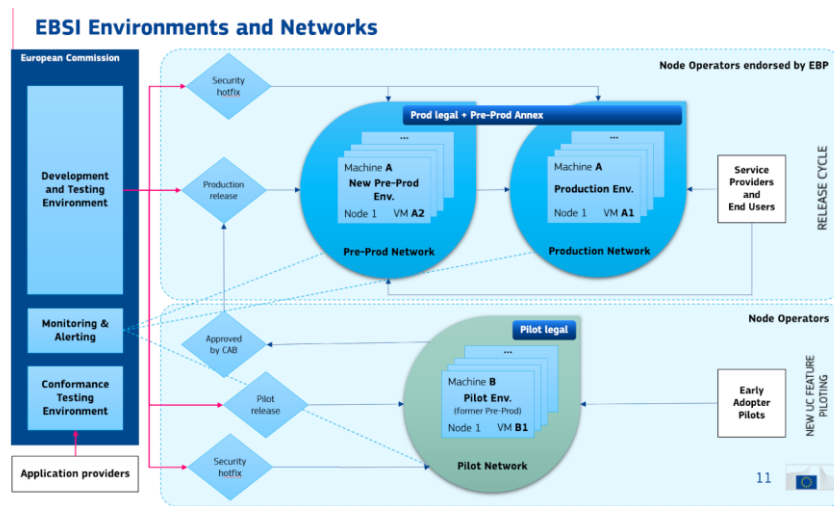 EBSI Environments and Networks
European Commission
Development
and Testing
Environment
Monitoring &
Alerting
Conformance
Testing
Environment
Application providers
Node Operators endorsed by EBP
Security
hotfix
Prod legal + Pre-Prod Annex
Production
release
...
Machine A
New Pre-Prod
Env.
Node 1 VM A2
Pre-Prod Network
...
Machine A
Production Env.
Node 1 VM A1
Production Network
Service
Providers
and
End Users
RELEASE CYCLE
Node Operators
Approved
by CAB
Pilot legal
Pilot
release
...
Machine B
Pilot Env.
(former Pre-Prod)
Node 1 VM B1
Pilot Network
Early
Adopter
Pilots
NEW UC FEATURE
PILOTING
Security
hotfix
11